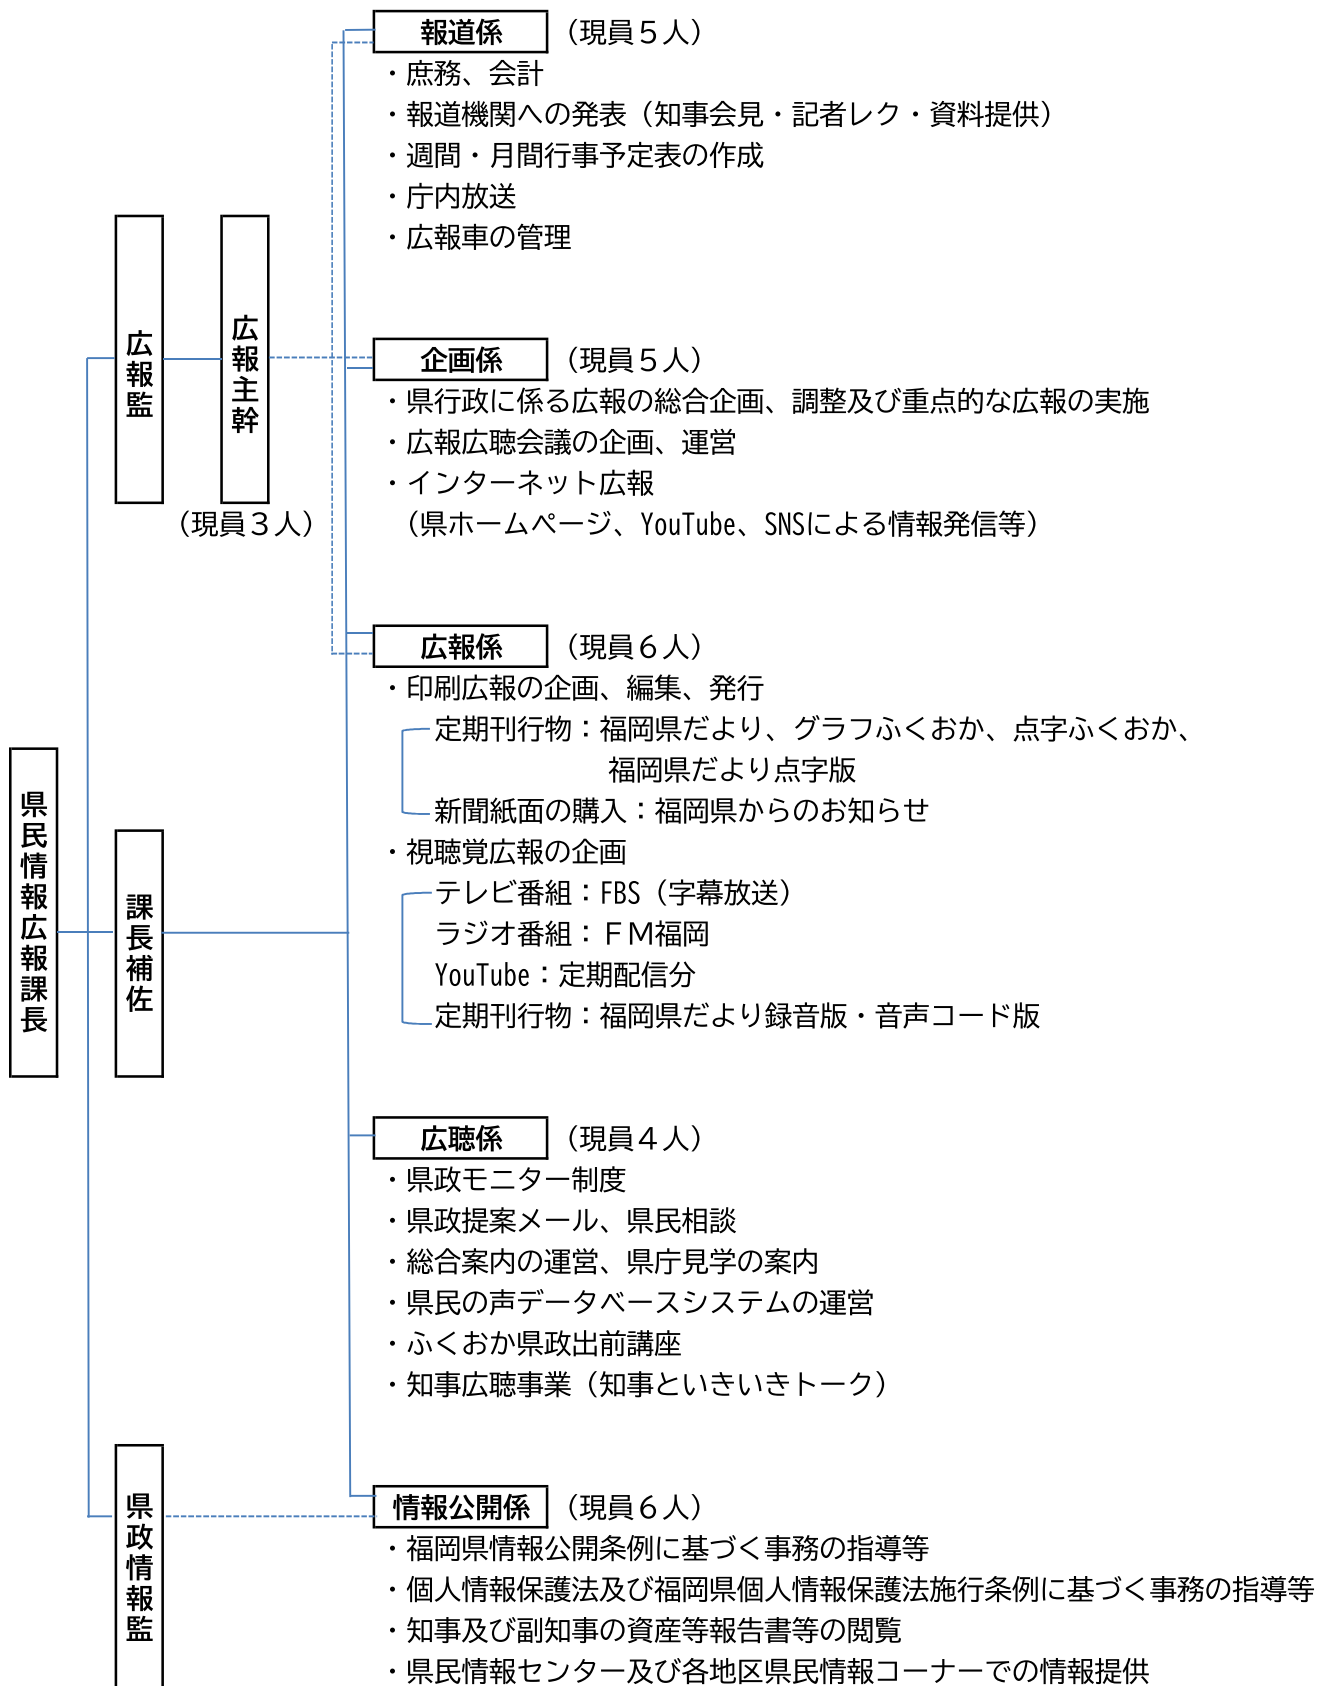 報道係 （現員５人）
・庶務、会計
・報道機関への発表（知事会見・記者レク・資料提供）
・週間・月間行事予定表の作成
・庁内放送
・広報車の管理
広報監
広報主幹
（現員３人）
企画係 （現員５人）
・県行政に係る広報の総合企画、調整及び重点的な広報の実施
・広報広聴会議の企画、運営
・インターネット広報
（県ホームページ、YouTube、SNSによる情報発信等）
広報係 （現員６人）
・印刷広報の企画、編集、発行
定期刊行物：福岡県だより、グラフふくおか、点字ふくおか、
福岡県だより点字版
新聞紙面の購入：福岡県からのお知らせ
・視聴覚広報の企画
テレビ番組：FBS（字幕放送）
ラジオ番組：ＦＭ福岡
YouTube：定期配信分
定期刊行物：福岡県だより録音版・音声コード版
県民情報広報課長
課長補佐
広聴係 （現員４人）
・県政モニター制度
・県政提案メール、県民相談
・総合案内の運営、県庁見学の案内
・県民の声データベースシステムの運営
・ふくおか県政出前講座
・知事広聴事業（知事といきいきトーク）
県政情報監
情報公開係 （現員６人）
・福岡県情報公開条例に基づく事務の指導等
・個人情報保護法及び福岡県個人情報保護法施行条例に基づく事務の指導等
・知事及び副知事の資産等報告書等の閲覧
・県民情報センター及び各地区県民情報コーナーでの情報提供